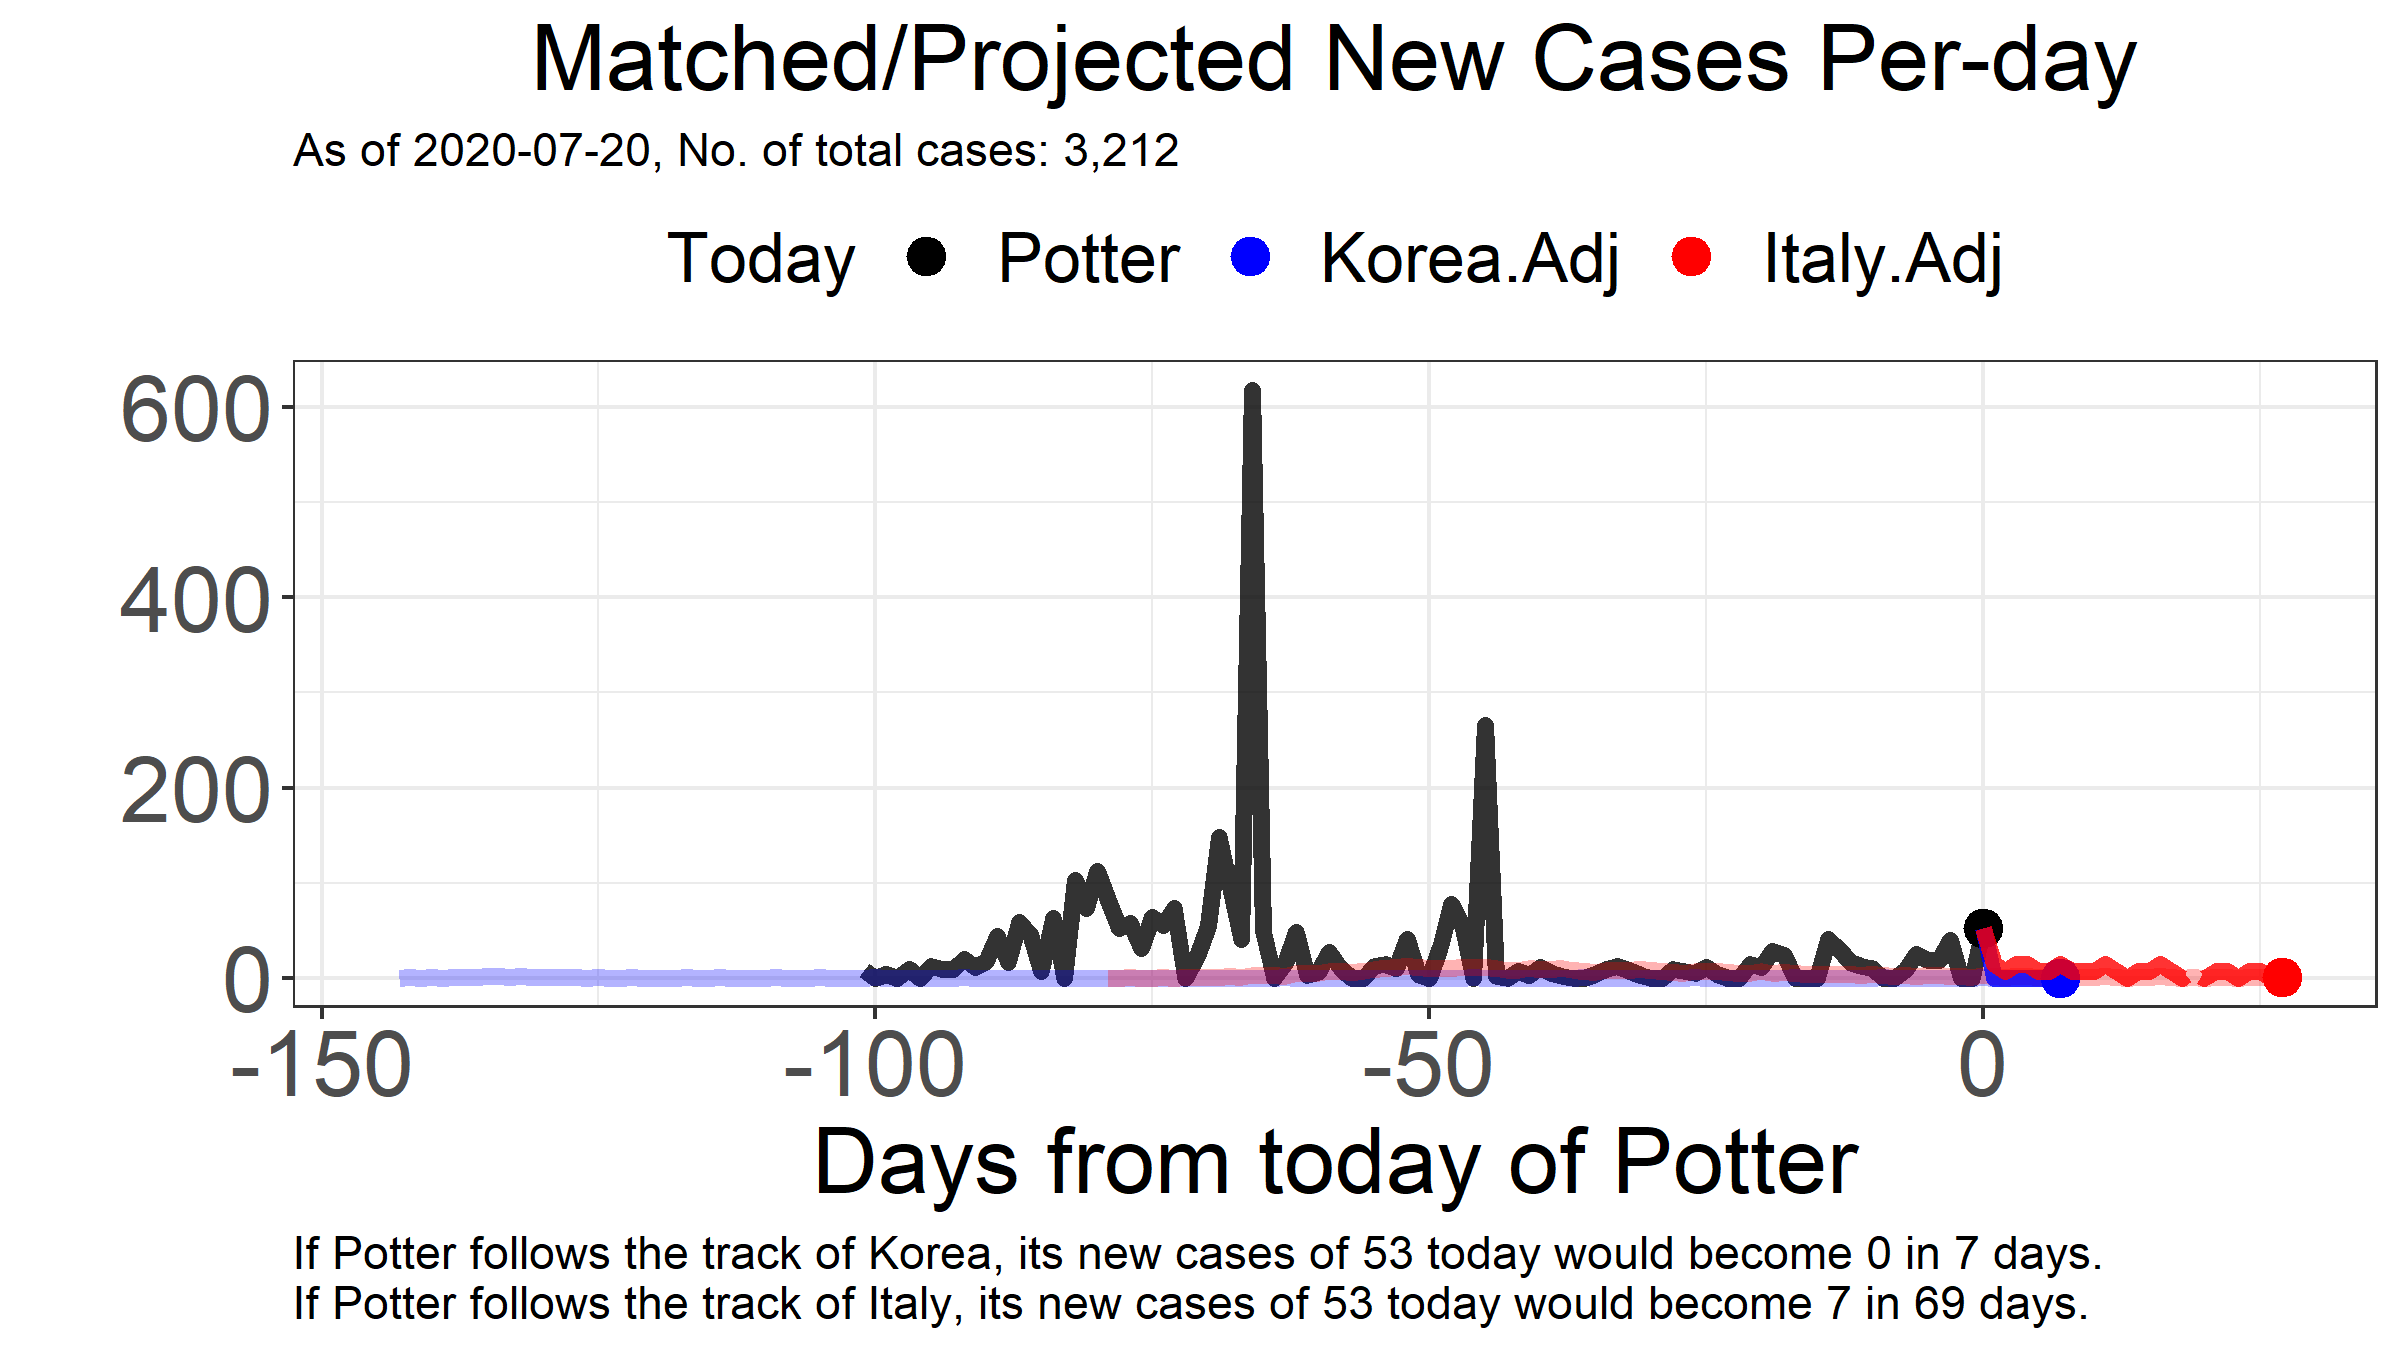 Matched/Projected New Cases Per-day
As of 2020-07-20, No. of total cases: 3,212
Today Potter Korea.Adj Italy.Adj
600
400
200
0
-150 -100 -50 0
Days from today of Potter
If Potter follows the track of Korea, its new cases of 53 today would become 0 in 7 days.
If Potter follows the track of Italy, its new cases of 53 today would become 7 in 69 days.